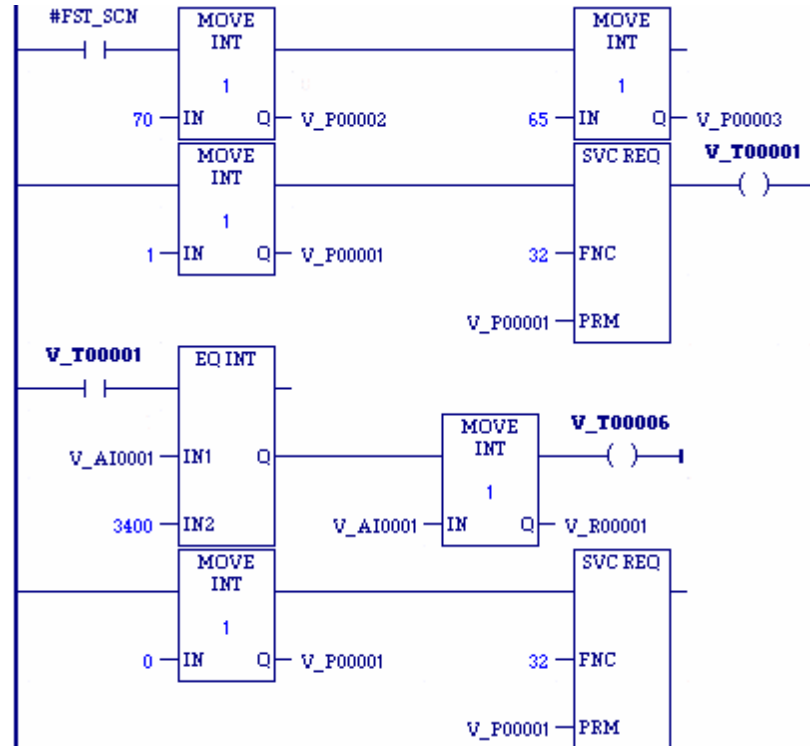 #FST_SCN
MOVE INT
1
70 IN Q V_P00002
MOVE INT
1
65 IN Q V_P00003
MOVE INT
1
1 IN Q V_P00001
SVC REQ
V_T00001
32 FNC
V_P00001 PRM
V_T00001
EQ INT
V_AI0001 IN1 Q
3400 IN2
MOVE INT
1
V_AI0001 IN Q V_R00001
V_T00006
MOVE INT
1
0 IN Q V_P00001
SVC REQ
32 FNC
V_P00001 PRM